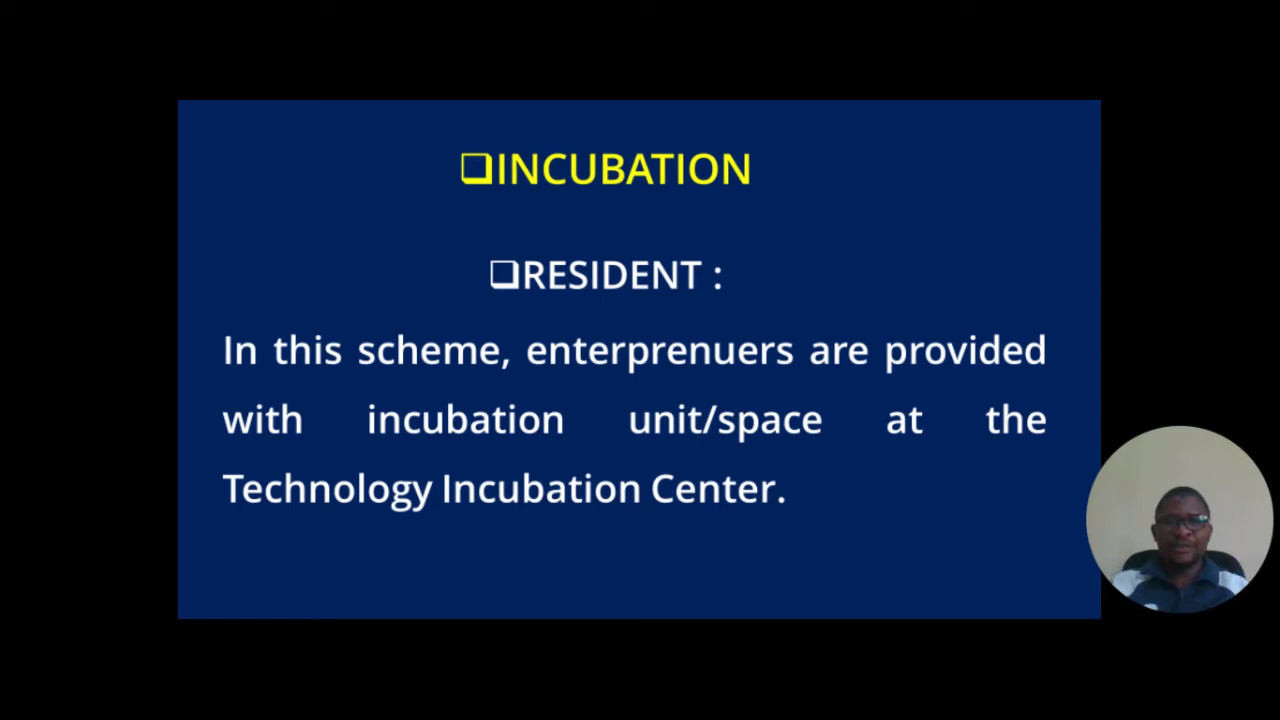 ❑INCUBATION
❑RESIDENT :
In this scheme, enterprenuers are provided
with incubation unit/space at the
Technology Incubation Center.